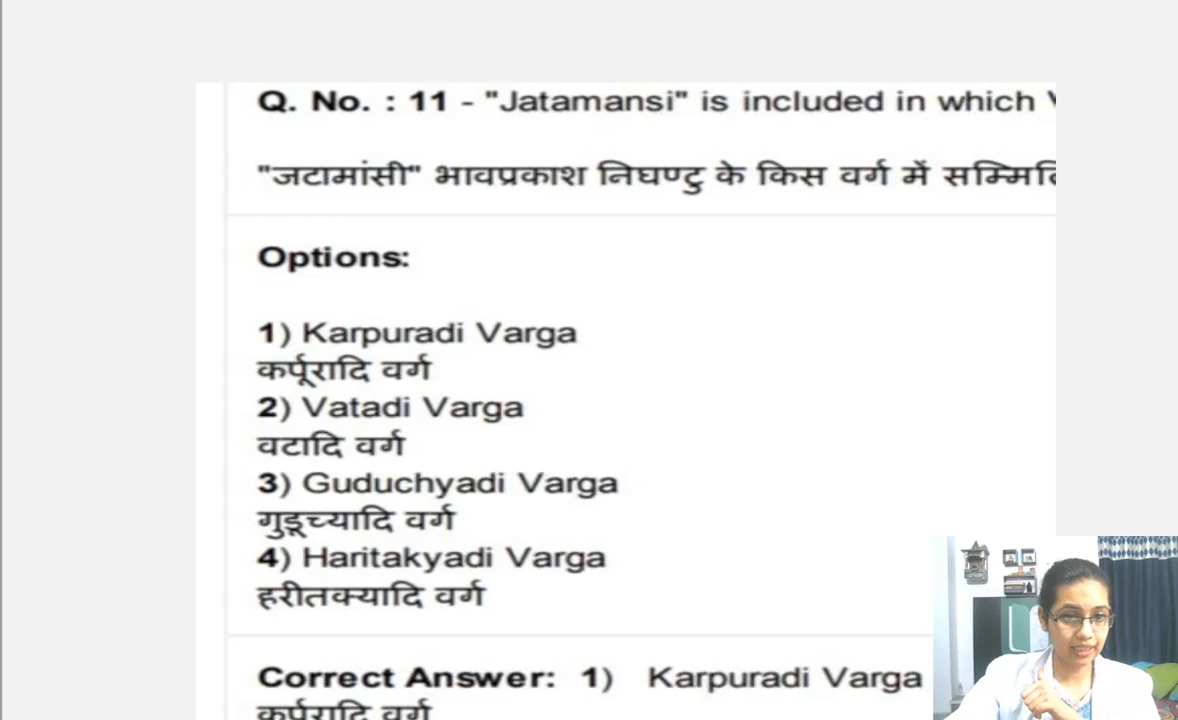 Q. No. : 11 - "Jatamansi" is included in which
"जटामांसी" भावप्रकाश निघण्टु के किस वर्ग में
Options:
1) Karpuradi Varga
कर्पूरादि वर्ग
2) Vatadi Varga
वटादि वर्ग
3) Guduchyadi Varga
गुडूच्यादि वर्ग
4) Haritakyadi Varga
हरीतक्यादि वर्ग
Correct Answer: 1) Karpuradi Varga
कर्पूरादि वर्ग